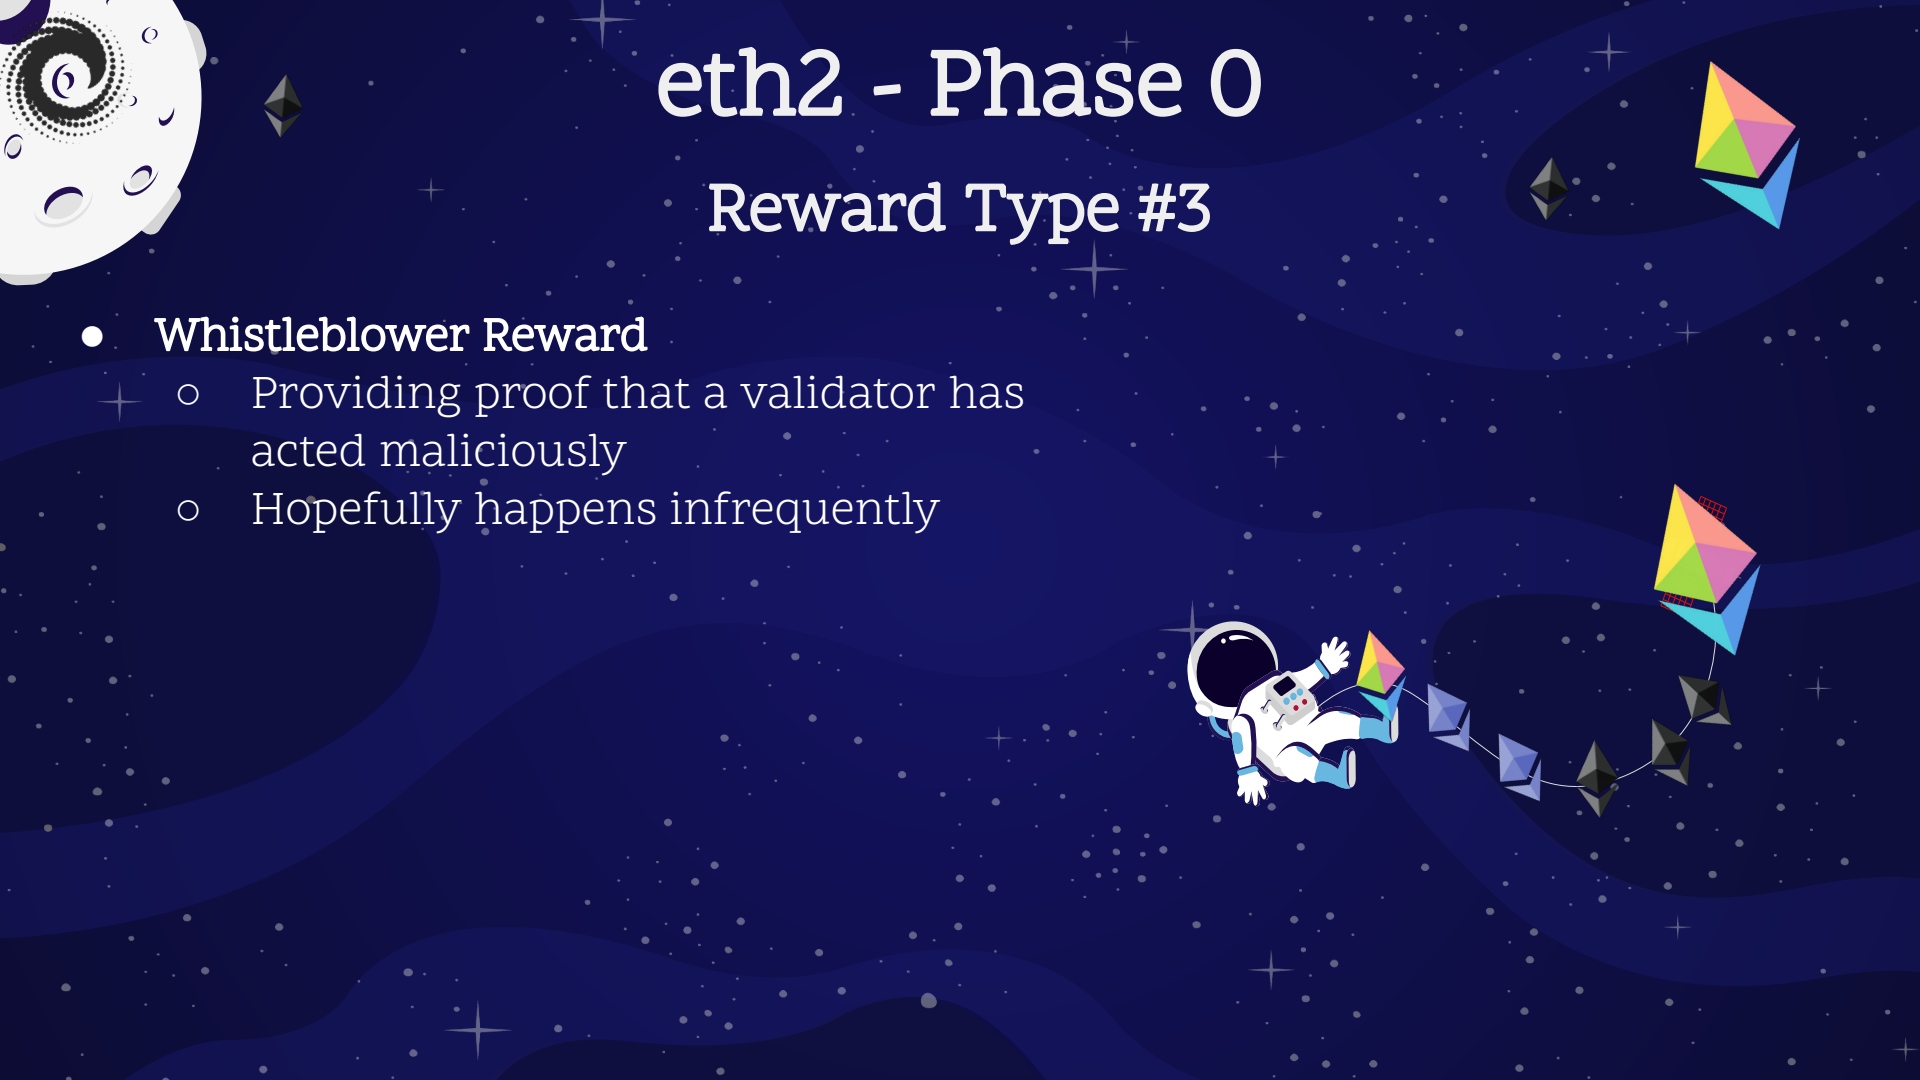 eth2 - Phase 0
Reward Type #3
● Whistleblower Reward
○ Providing proof that a validator has
acted maliciously
○ Hopefully happens infrequently